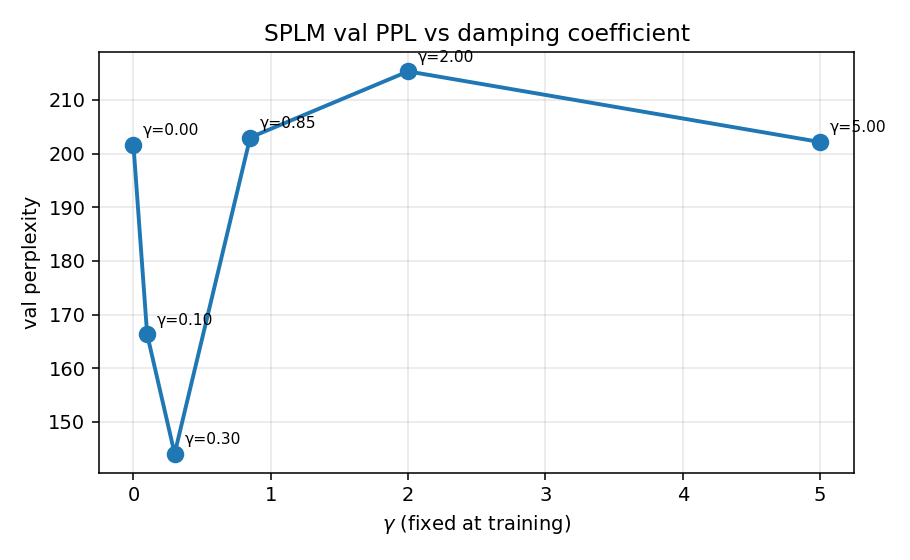 SPLM val PPL vs damping coefficient
γ=2.00
γ=0.00
γ=0.85
γ=5.00
γ=0.10
γ=0.30
val perplexity
210
200
190
180
170
160
150
0 1 2 3 4 5
γ (fixed at training)